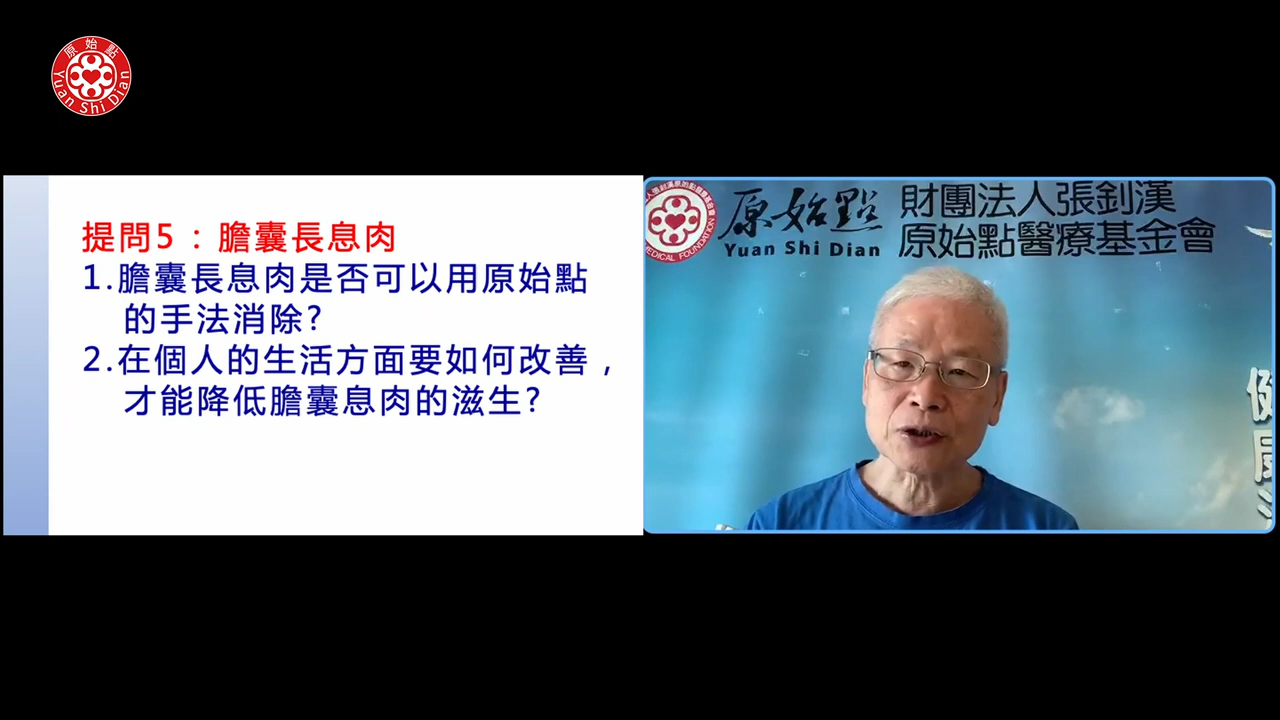 原始點
Yuan Shi Dian
提問5：膽囊長息肉
1.膽囊長息肉是否可以用原始點
的手法消除?
2.在個人的生活方面要如何改善，
才能降低膽囊息肉的滋生?
原始點
Yuan Shi Dian
財團法人張釗漢
原始點醫療基金會